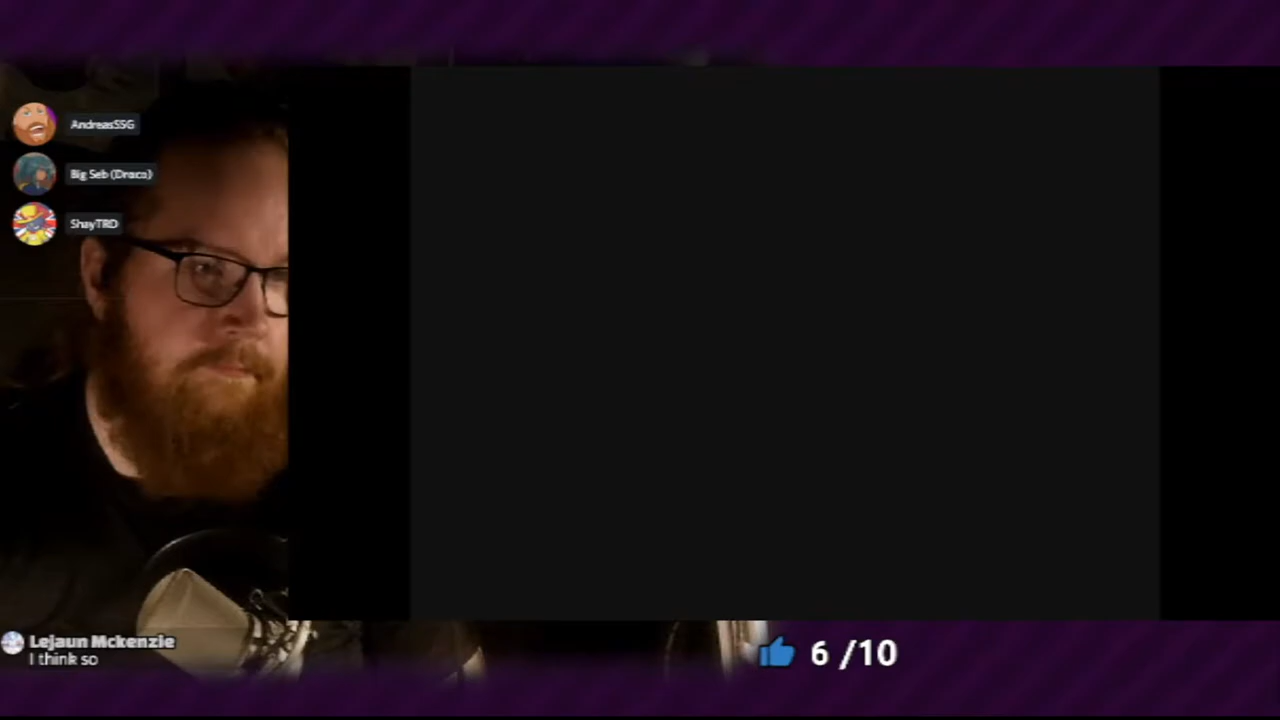 AndreasSSG
Big Seb (Draco)
ShayTRD
Lejaun Mckenzie
I think so
6 /10